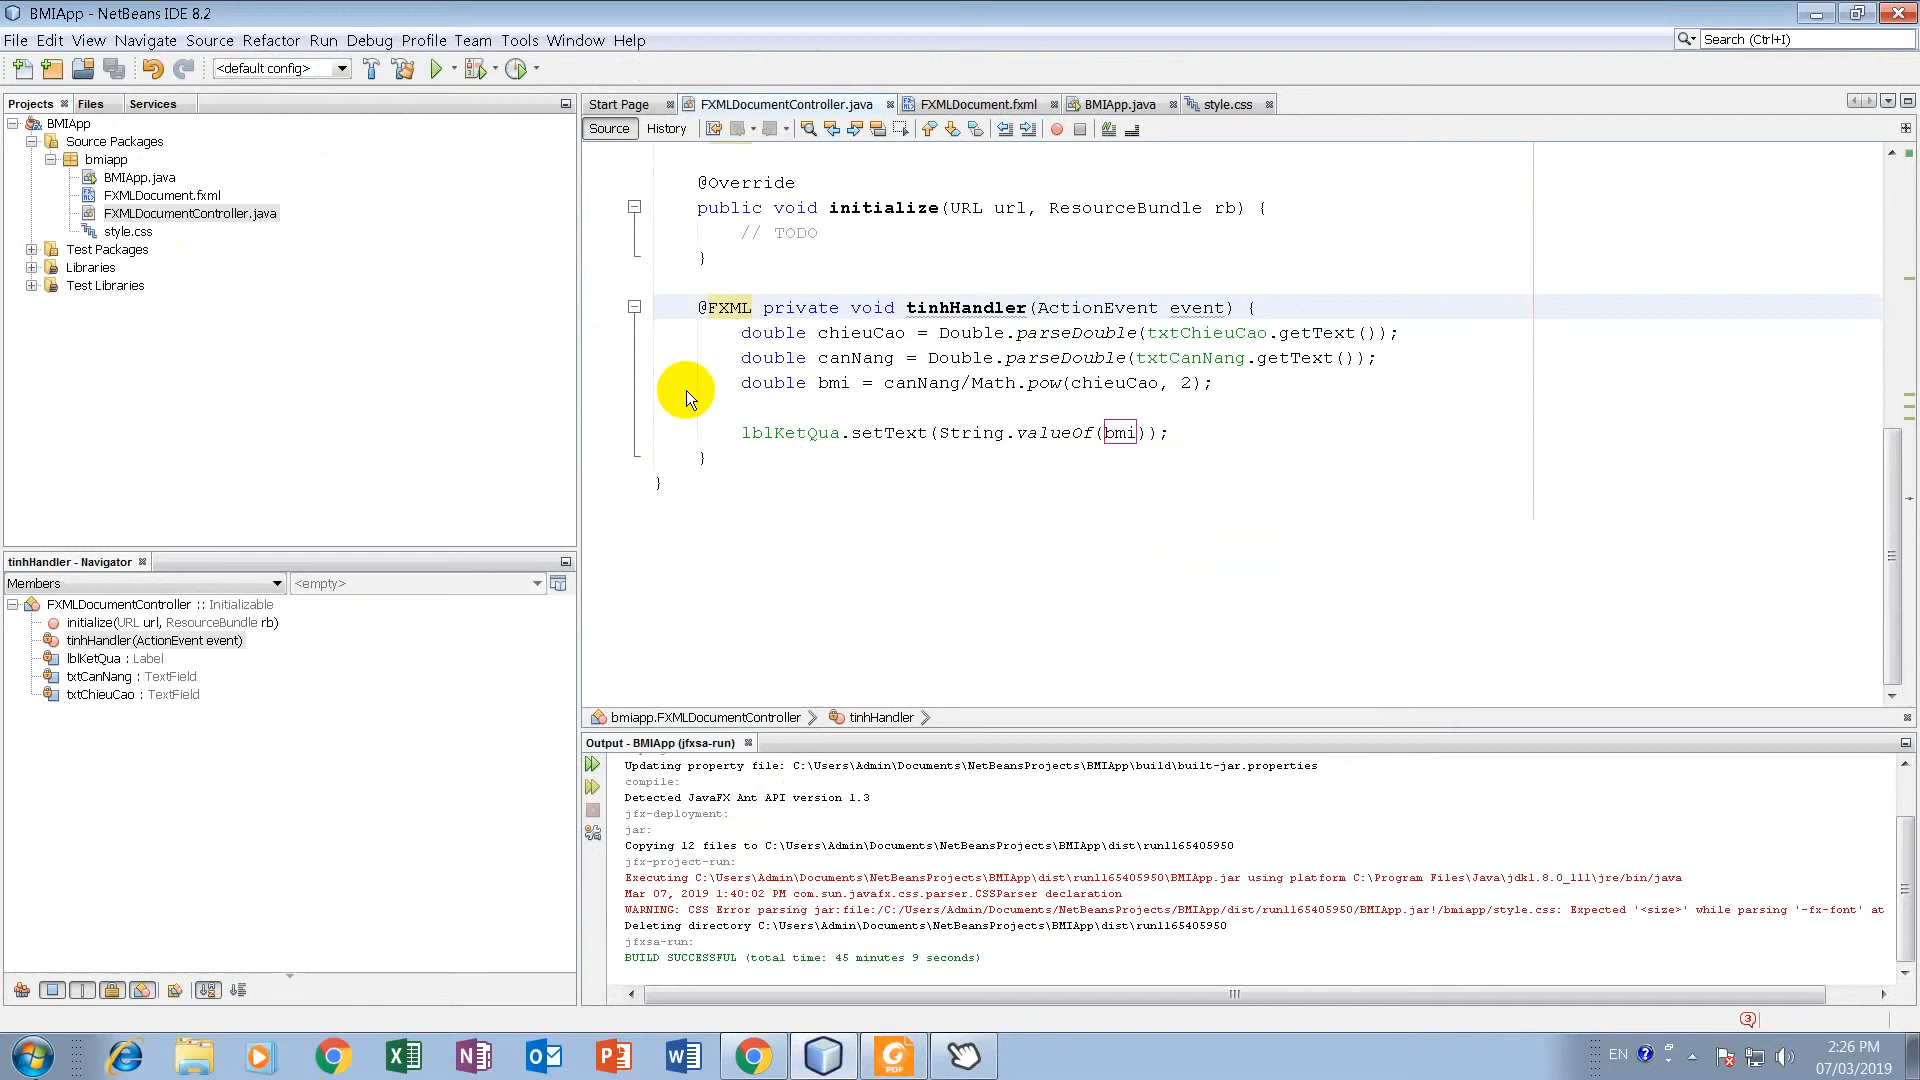 BMIApp - NetBeans IDE 8.2
File Edit View Navigate Source Refactor Run Debug Profile Team Tools Window Help
Search (Ctrl+I)
<default config>
Projects Files Services
Start Page FXMLDocumentController.java FXMLDocument.fxml BMIApp.java style.css
Source History
BMIApp
Source Packages
bmiapp
BMIApp.java
FXMLDocument.fxml
FXMLDocumentController.java
style.css
Test Packages
Libraries
Test Libraries
@Override
public void initialize(URL url, ResourceBundle rb) {
// TODO
}
@FXML private void tinhHandler(ActionEvent event) {
double chieuCao = Double.parseDouble(txtChieuCao.getText());
double canNang = Double.parseDouble(txtCanNang.getText());
double bmi = canNang/Math.pow(chieuCao, 2);
lblKetQua.setText(String.valueOf(bmi));
}
}
tinhHandler - Navigator
Members <empty>
FXMLDocumentController :: Initializable
initialize(URL url, ResourceBundle rb)
tinhHandler(ActionEvent event)
lblKetQua : Label
txtCanNang : TextField
txtChieuCao : TextField
bmiapp.FXMLDocumentController tinhHandler
Output - BMIApp (jfxsa-run)
Updating property file: C:\Users\Admin\Documents\NetBeansProjects\BMIApp\build\built-jar.properties
compile:
Detected JavaFX Ant API version 1.3
jfx-deployment:
jar:
Copying 12 files to C:\Users\Admin\Documents\NetBeansProjects\BMIApp\dist\run1165405950
jfx-project-run:
Executing C:\Users\Admin\Documents\NetBeansProjects\BMIApp\dist\run1165405950\BMIApp.jar using platform C:\Program Files\Java\jdk1.8.0_111\jre/bin/java
Mar 07, 2019 1:40:02 PM com.sun.javafx.css.parser.CSSParser declaration
WARNING: CSS Error parsing jar:file:/C:/Users/Admin/Documents/NetBeansProjects/BMIApp/dist/run1165405950/BMIApp.jar!/bmiapp/style.css: Expected '<size>' while parsing '-fx-font' at
Deleting directory C:\Users\Admin\Documents\NetBeansProjects\BMIApp\dist\run1165405950
jfxsa-run:
BUILD SUCCESSFUL (total time: 45 minutes 9 seconds)
3
EN
2:26 PM
07/03/2019
PDF